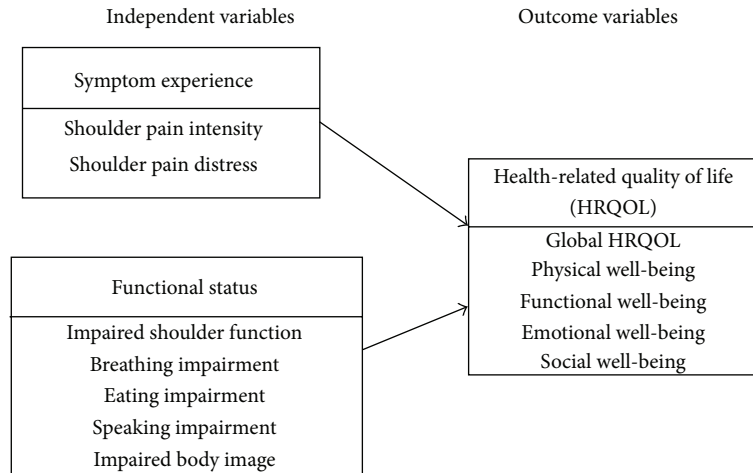 Independent variables
Outcome variables
Symptom experience
Shoulder pain intensity
Shoulder pain distress
Health-related quality of life
(HRQOL)
Global HRQOL
Physical well-being
Functional well-being
Emotional well-being
Social well-being
Functional status
Impaired shoulder function
Breathing impairment
Eating impairment
Speaking impairment
Impaired body image